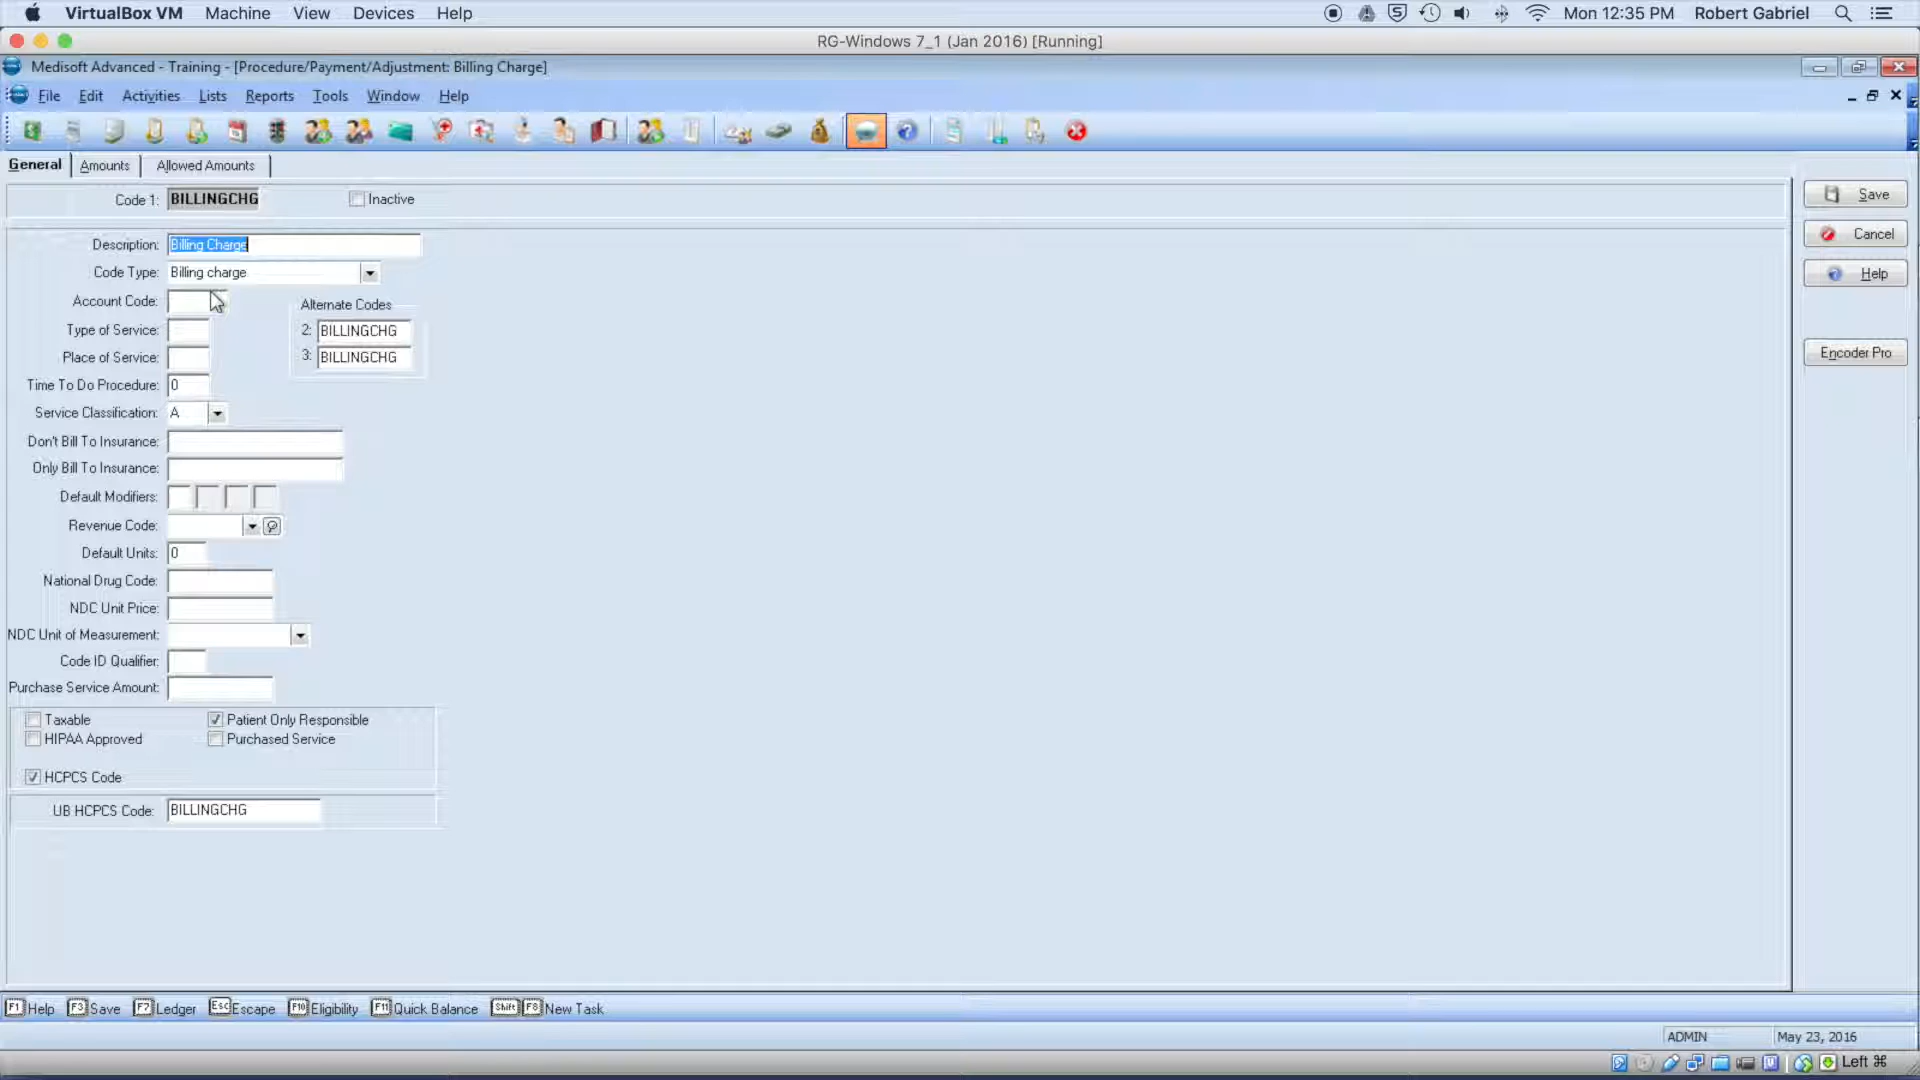 VirtualBox VM Machine View Devices Help Mon 12:35 PM Robert Gabriel
RG-Windows 7_1 (Jan 2016) [Running]
Medisoft Advanced - Training - [Procedure/Payment/Adjustment: Billing Charge]
File Edit Activities Lists Reports Tools Window Help
General Amounts Allowed Amounts
Code 1: BILLINGCHG Inactive
Save
Description: Billing Charge
Cancel
Code Type: Billing charge
Help
Account Code:
Alternate Codes
Type of Service:
2: BILLINGCHG
Place of Service:
3: BILLINGCHG
Encoder Pro
Time To Do Procedure: 0
Service Classification: A
Don't Bill To Insurance:
Only Bill To Insurance:
Default Modifiers:
Revenue Code:
Default Units: 0
National Drug Code:
NDC Unit Price:
NDC Unit of Measurement:
Code ID Qualifier:
Purchase Service Amount:
Taxable Patient Only Responsible
HIPAA Approved Purchased Service
HCPCS Code
UB HCPCS Code: BILLINGCHG
F1 Help F3 Save F7 Ledger Esc Escape F10 Eligibility F11 Quick Balance Shift F8 New Task
ADMIN May 23, 2016
Left ⌘